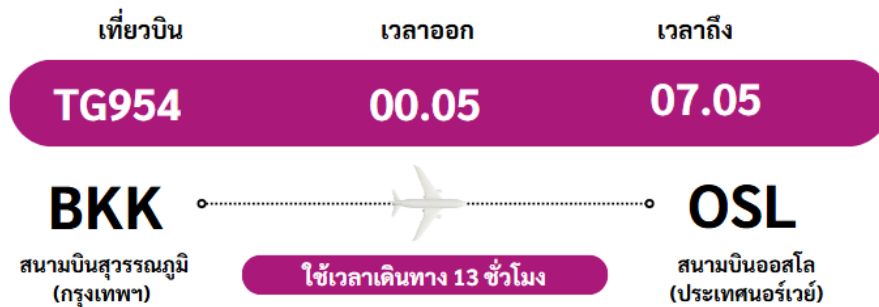 เที่ยวบิน เวลาออก เวลาถึง
TG954 00.05 07.05
BKK OSL
สนามบินสุวรรณภูมิ ใช้เวลาเดินทาง 13 ชั่วโมง สนามบินออสโล
(กรุงเทพฯ) (ประเทศนอร์เวย์)